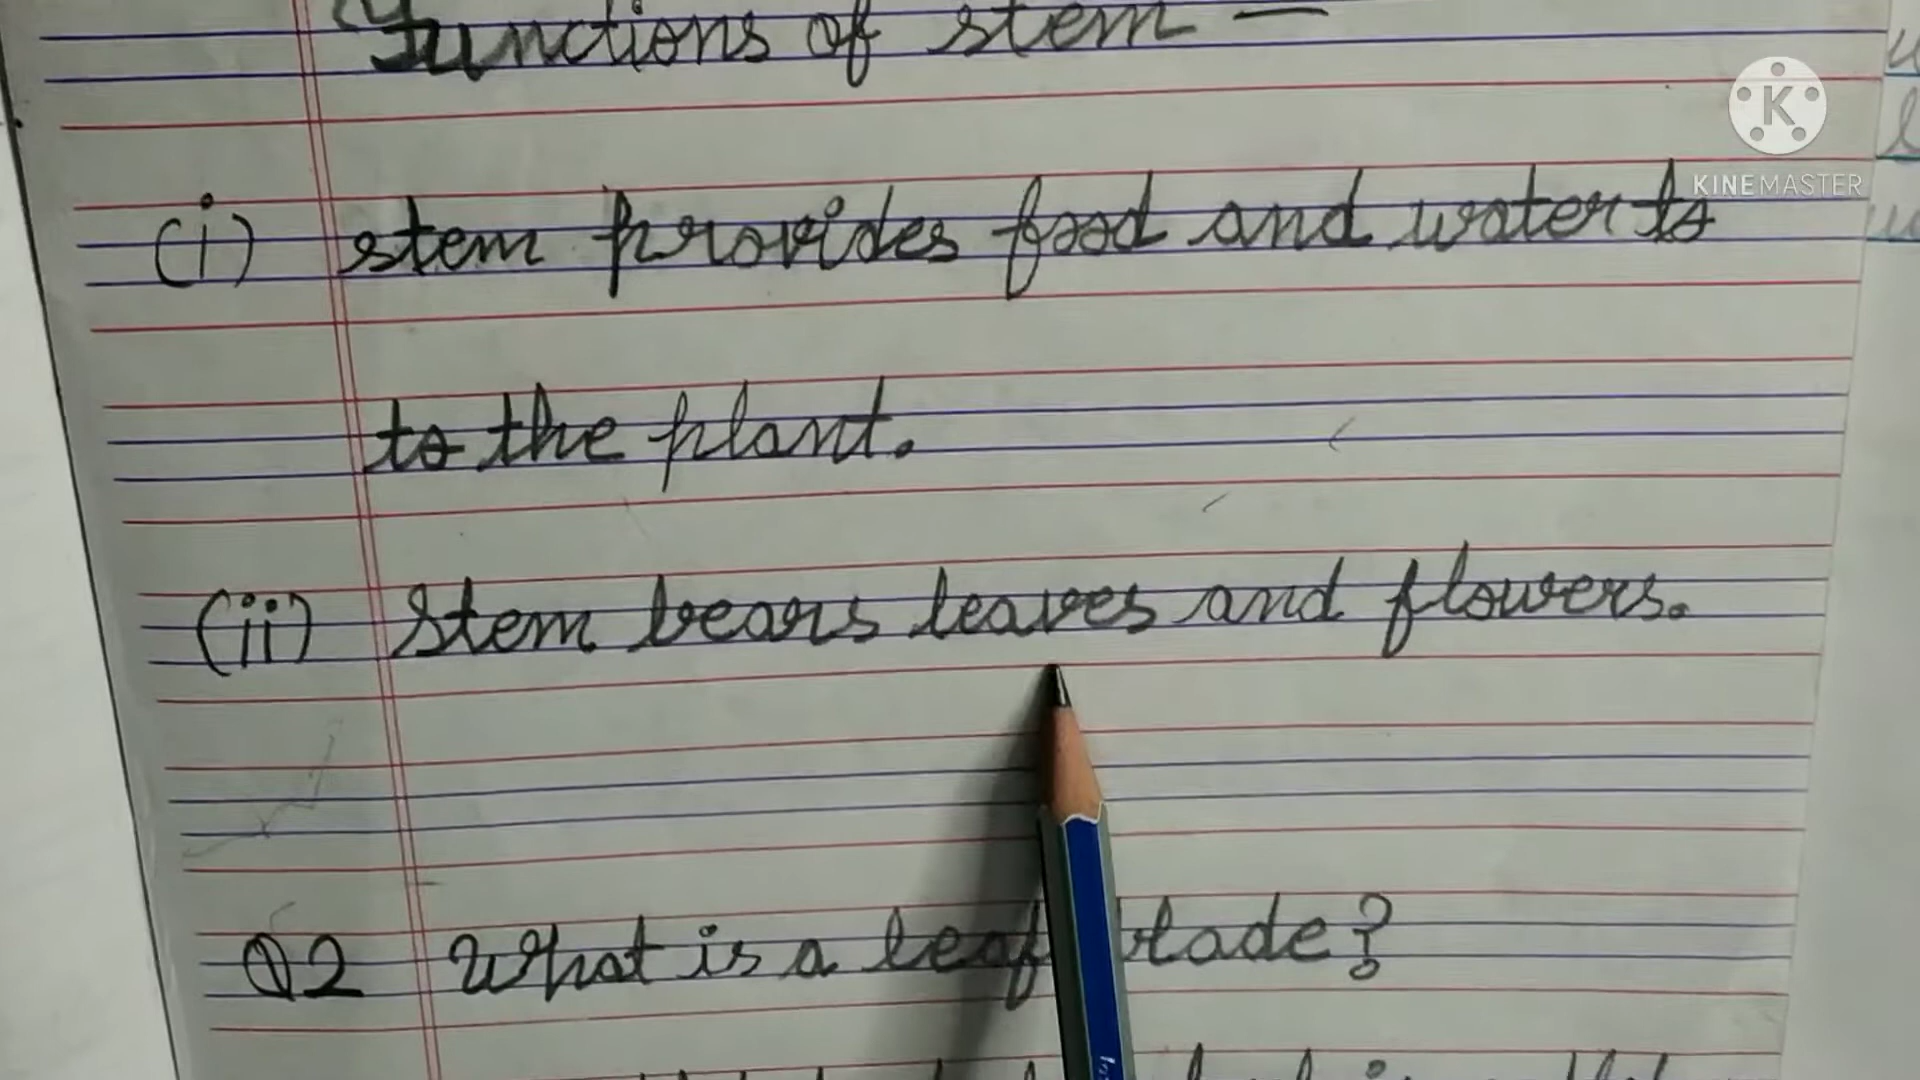 Functions of stem —
(i) stem provides food and water to
to the plant.
(ii) Stem bears leaves and flowers.
Q2 What is a leaf blade?
KINEMASTER